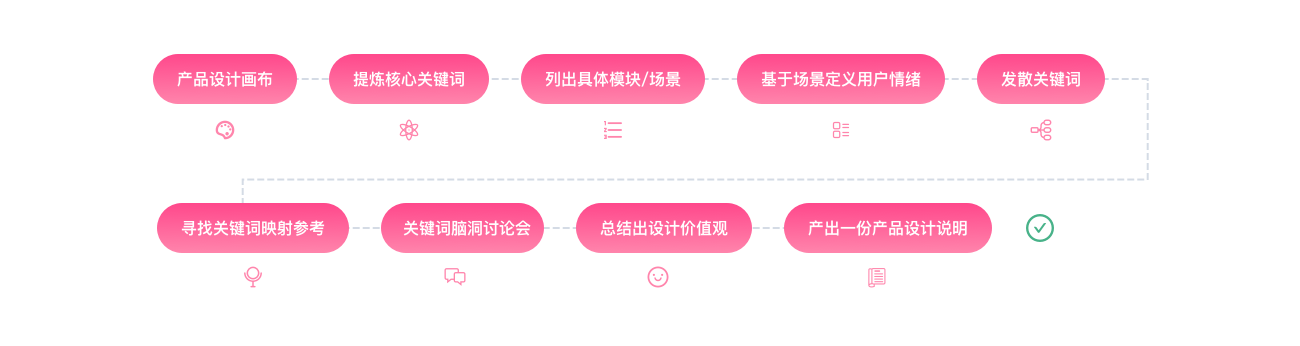 产品设计画布
提炼核心关键词
列出具体模块/场景
基于场景定义用户情绪
发散关键词
1
2
3
寻找关键词映射参考
关键词脑洞讨论会
总结出设计价值观
产出一份产品设计说明